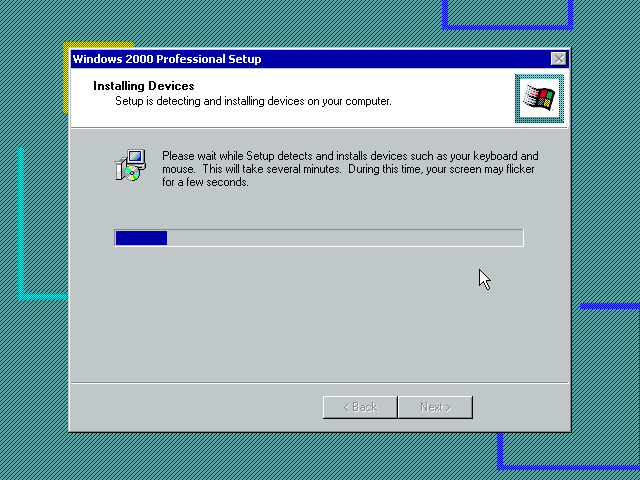 Windows 2000 Professional Setup
Installing Devices
Setup is detecting and installing devices on your computer.
Please wait while Setup detects and installs devices such as your keyboard and
mouse.  This will take several minutes.  During this time, your screen may flicker
for a few seconds.
< Back
Next >